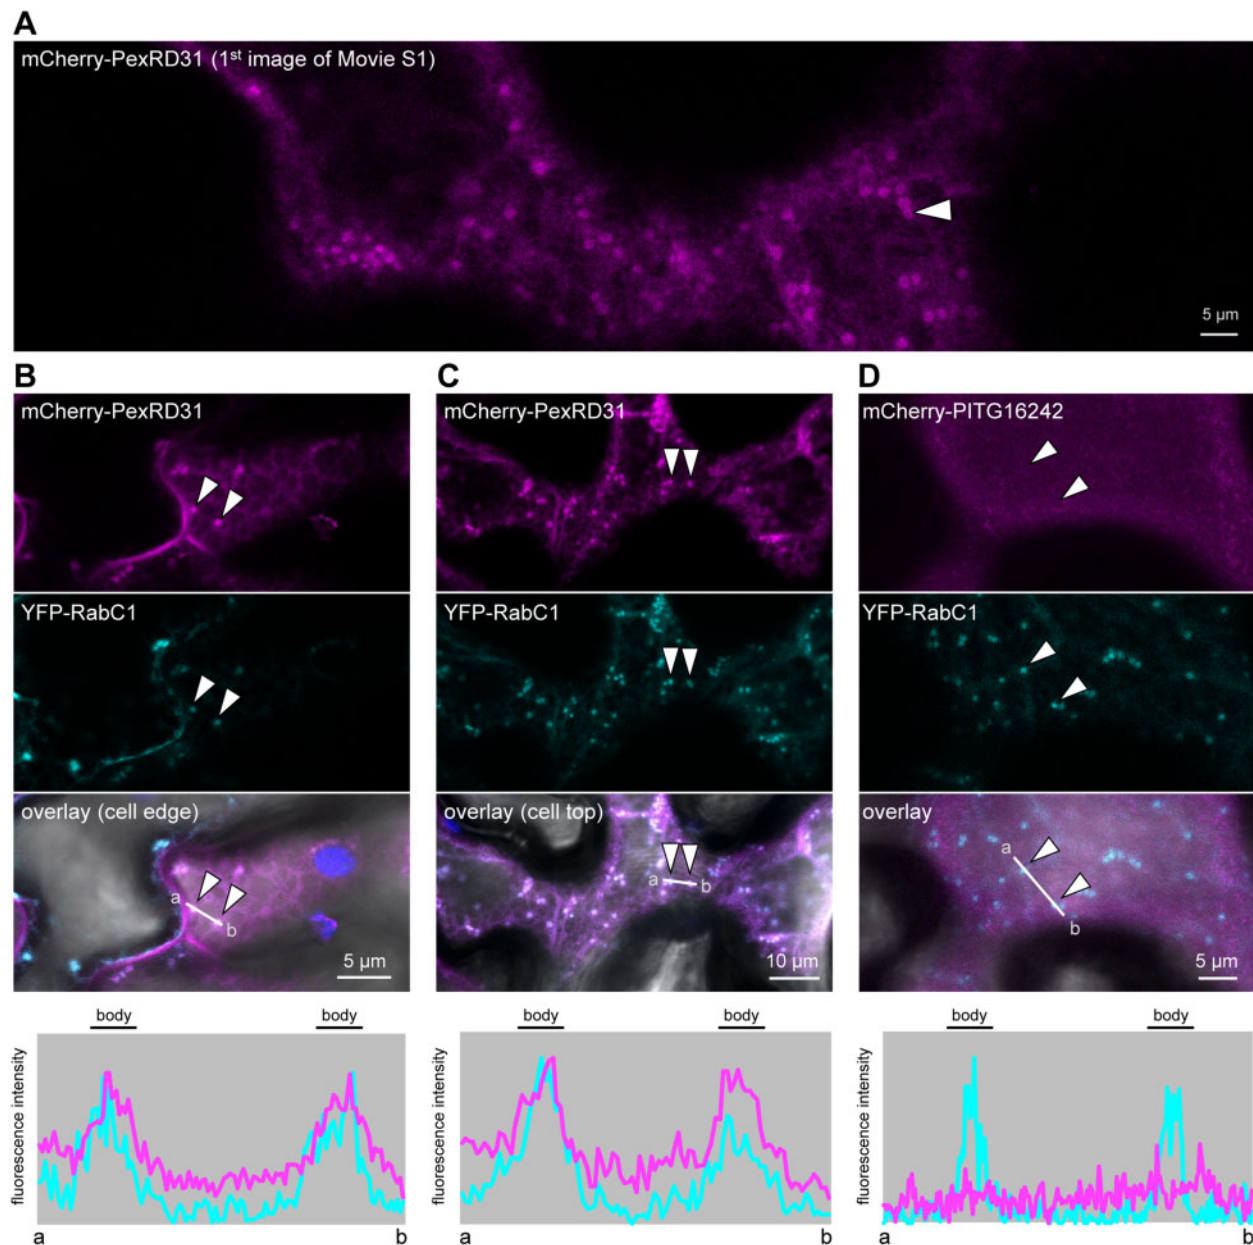 A
mCherry-PexRD31 (1st image of Movie S1)
5 µm
B
C
D
mCherry-PexRD31
mCherry-PexRD31
mCherry-PITG16242
YFP-RabC1
YFP-RabC1
YFP-RabC1
overlay (cell edge)
overlay (cell top)
overlay
a
b
a
b
a
b
5 µm
10 µm
5 µm
body
body
body
body
body
body
fluorescence intensity
fluorescence intensity
fluorescence intensity
a
b
a
b
a
b